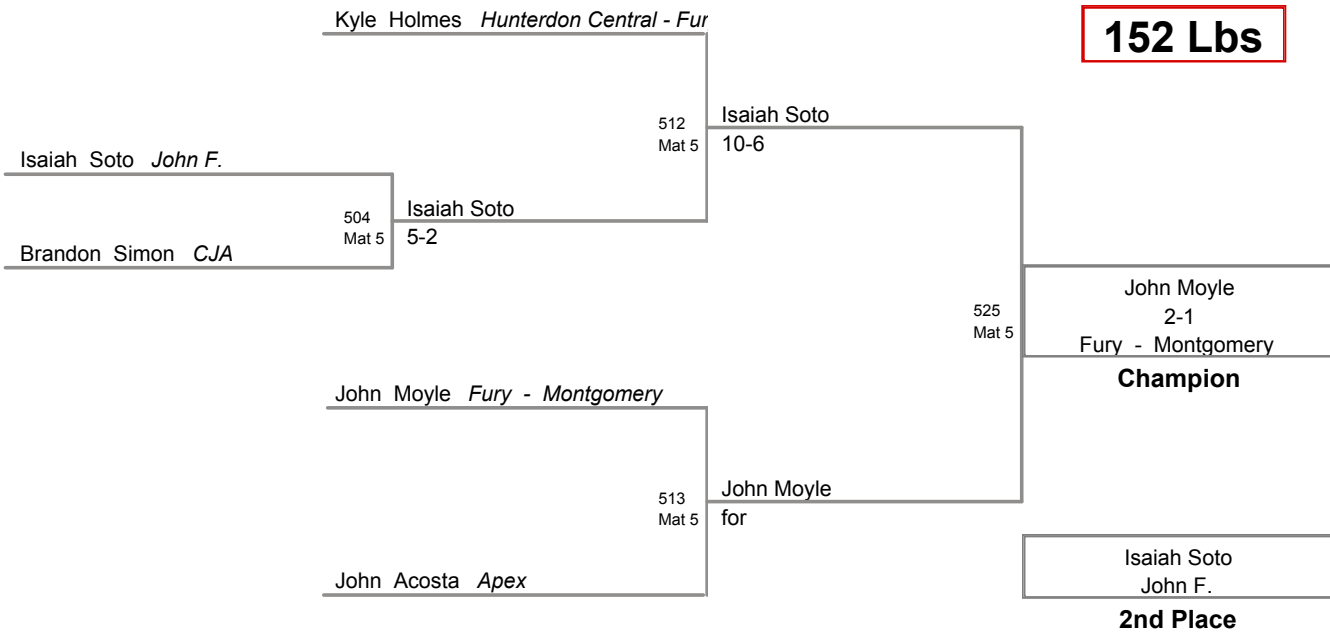 Kyle Holmes Hunterdon Central - Fur
152 Lbs
512
Mat 5
Isaiah Soto
10-6
Isaiah Soto John F.
504
Mat 5
Isaiah Soto
5-2
Brandon Simon CJA
525
Mat 5
John Moyle
2-1
Fury - Montgomery
Champion
John Moyle Fury - Montgomery
513
Mat 5
John Moyle
for
John Acosta Apex
Isaiah Soto
John F.
2nd Place